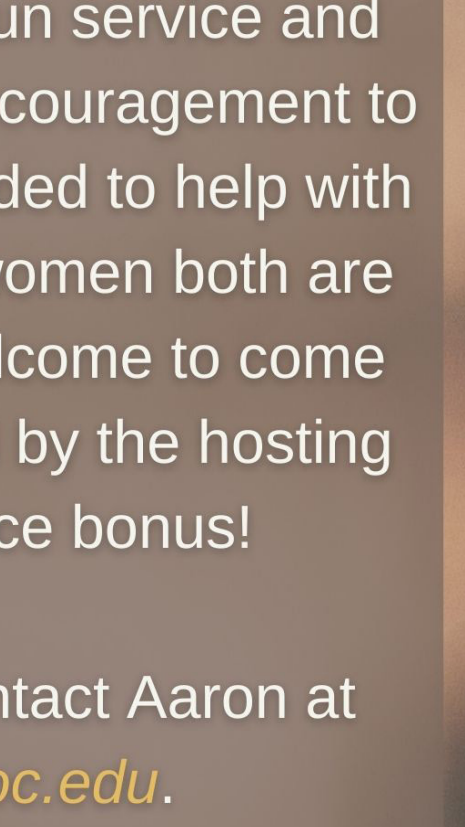 un service and
couragement to
ded to help with
women both are
lcome to come
by the hosting
ce bonus!
ntact Aaron at
oc.edu.